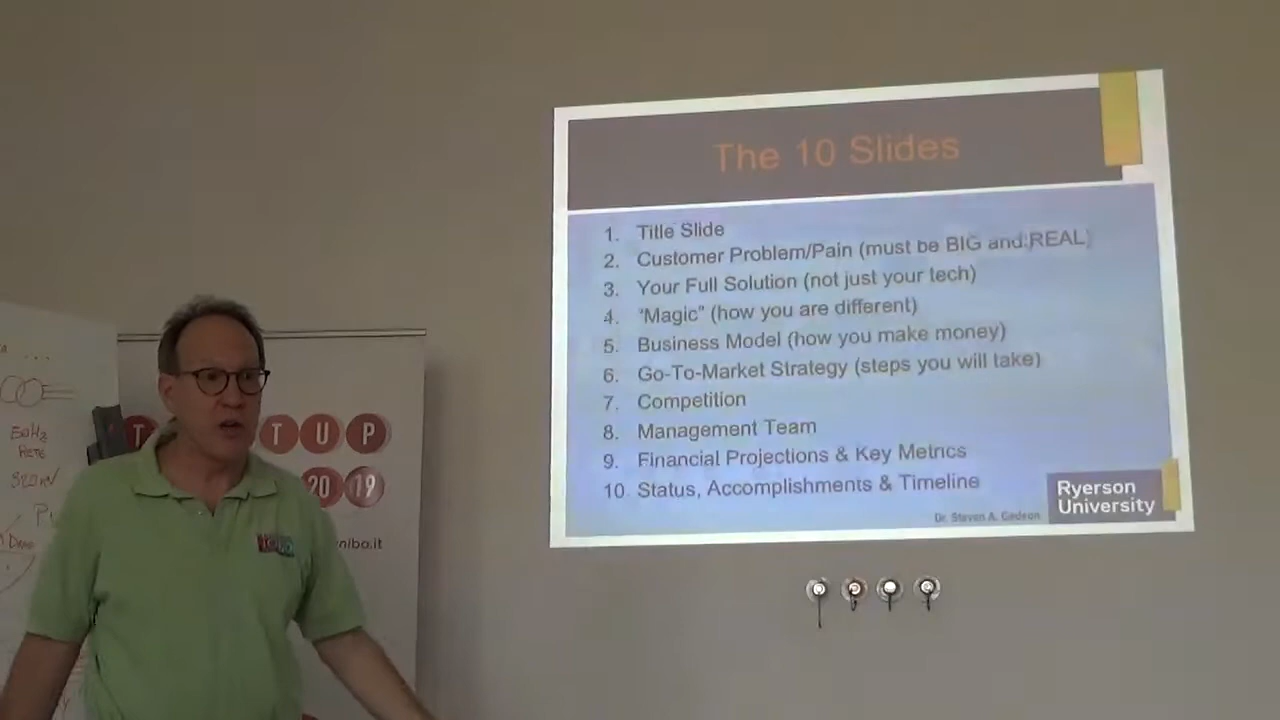 The 10 Slides
1. Title Slide
2. Customer Problem/Pain (must be BIG and REAL)
3. Your Full Solution (not just your tech)
4. "Magic" (how you are different)
5. Business Model (how you make money)
6. Go-To-Market Strategy (steps you will take)
7. Competition
8. Management Team
9. Financial Projections & Key Metrics
10. Status, Accomplishments & Timeline
Dr. Steven A. Gedeon
Ryerson
University
T U P
2019
niba.it
50Hz